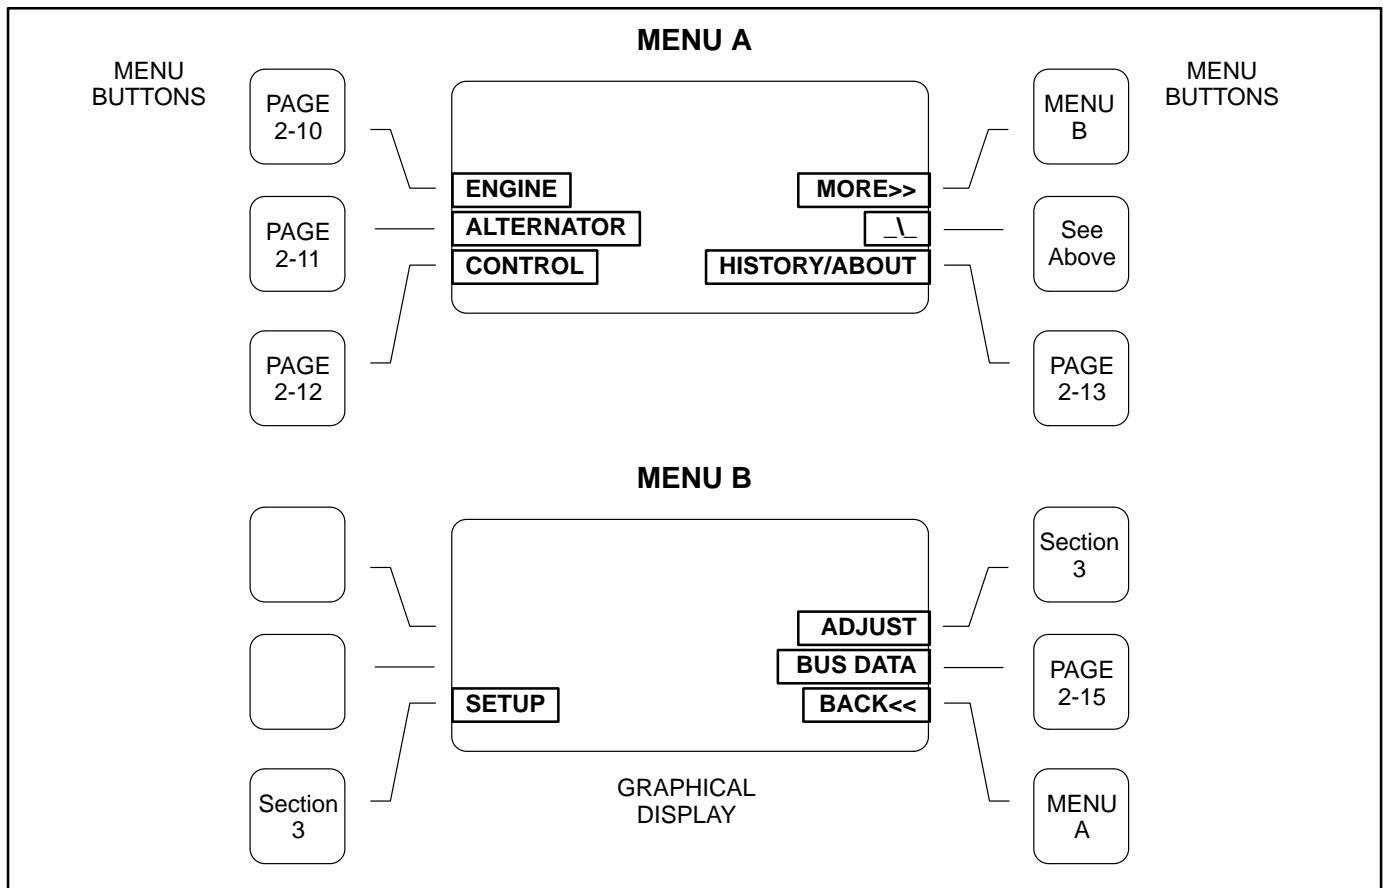 MENU A
MENU
BUTTONS
MENU
BUTTONS
PAGE
2-10
MENU
B
ENGINE
MORE>>
PAGE
2-11
ALTERNATOR
_\_
See
Above
CONTROL
HISTORY/ABOUT
PAGE
2-12
PAGE
2-13
MENU B
Section
3
ADJUST
BUS DATA
PAGE
2-15
SETUP
BACK<<
Section
3
GRAPHICAL
DISPLAY
MENU
A